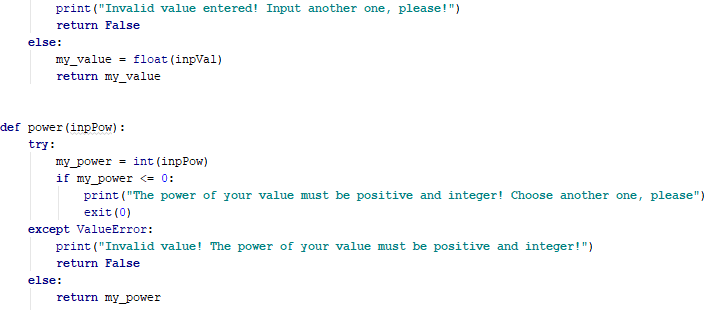 print("Invalid value entered! Input another one, please!")
return False
else:
my_value = float(inpVal)
return my_value
def power(inpPow):
try:
my_power = int(inpPow)
if my_power <= 0:
print("The power of your value must be positive and integer! Choose another one, please")
exit(0)
except ValueError:
print("Invalid value! The power of your value must be positive and integer!")
return False
else:
return my_power